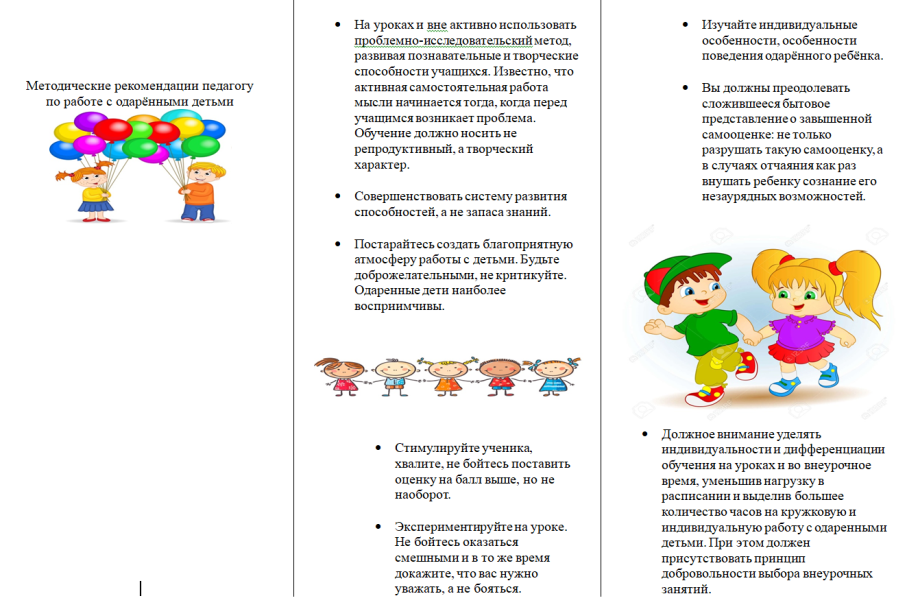 Методические рекомендации педагогу
по работе с одарёнными детьми
• На уроках и вне активно использовать
проблемно-исследовательский метод,
развивая познавательные и творческие
способности учащихся. Известно, что
активная самостоятельная работа
мысли начинается тогда, когда перед
учащимся возникает проблема.
Обучение должно носить не
репродуктивный, а творческий
характер.
• Совершенствовать систему развития
способностей, а не запаса знаний.
• Постарайтесь создать благоприятную
атмосферу работы с детьми. Будьте
доброжелательными, не критикуйте.
Одаренные дети наиболее
восприимчивы.
• Стимулируйте ученика,
хвалите, не бойтесь поставить
оценку на балл выше, но не
наоборот.
• Экспериментируйте на уроке.
Не бойтесь оказаться
смешными и в то же время
докажите, что вас нужно
уважать, а не бояться.
• Изучайте индивидуальные
особенности, особенности
поведения одарённого ребёнка.
• Вы должны преодолевать
сложившееся бытовое
представление о завышенной
самооценке: не только
разрушать такую самооценку, а
в случаях отчаяния как раз
внушать ребенку сознание его
незаурядных возможностей.
• Должное внимание уделять
индивидуальности и дифференциации
обучения на уроках и во внеурочное
время, уменьшив нагрузку в
расписании и выделив большее
количество часов на кружковую и
индивидуальную работу с одаренными
детьми. При этом должен
присутствовать принцип
добровольности выбора внеурочных
занятий.